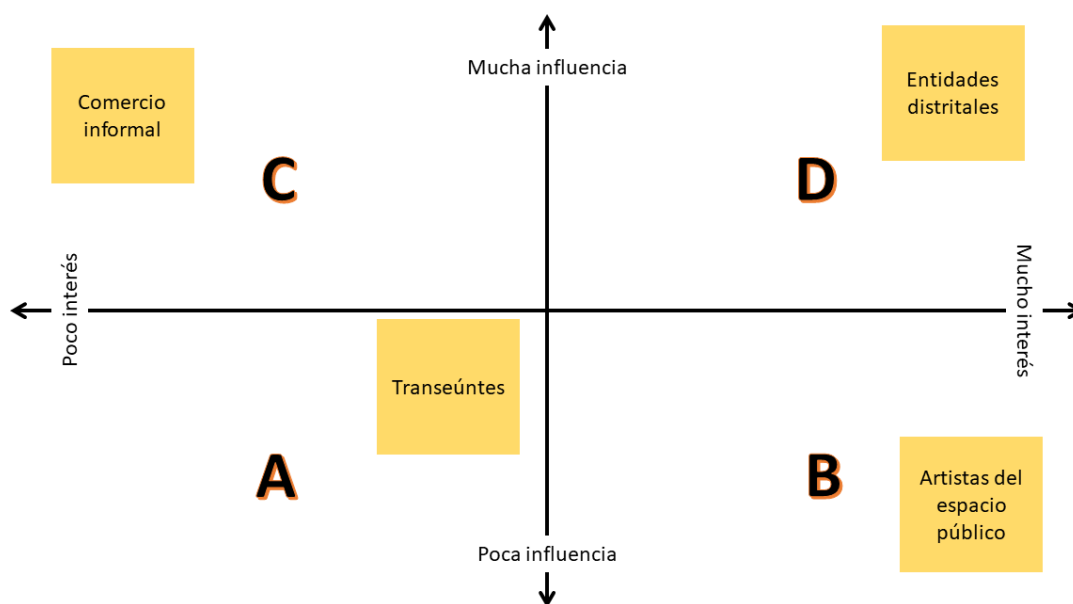 Mucha influencia
Comercio
informal
Entidades
distritales
C
D
Poco interés
Mucho interés
Transeúntes
A
B
Artistas del
espacio
público
Poca influencia